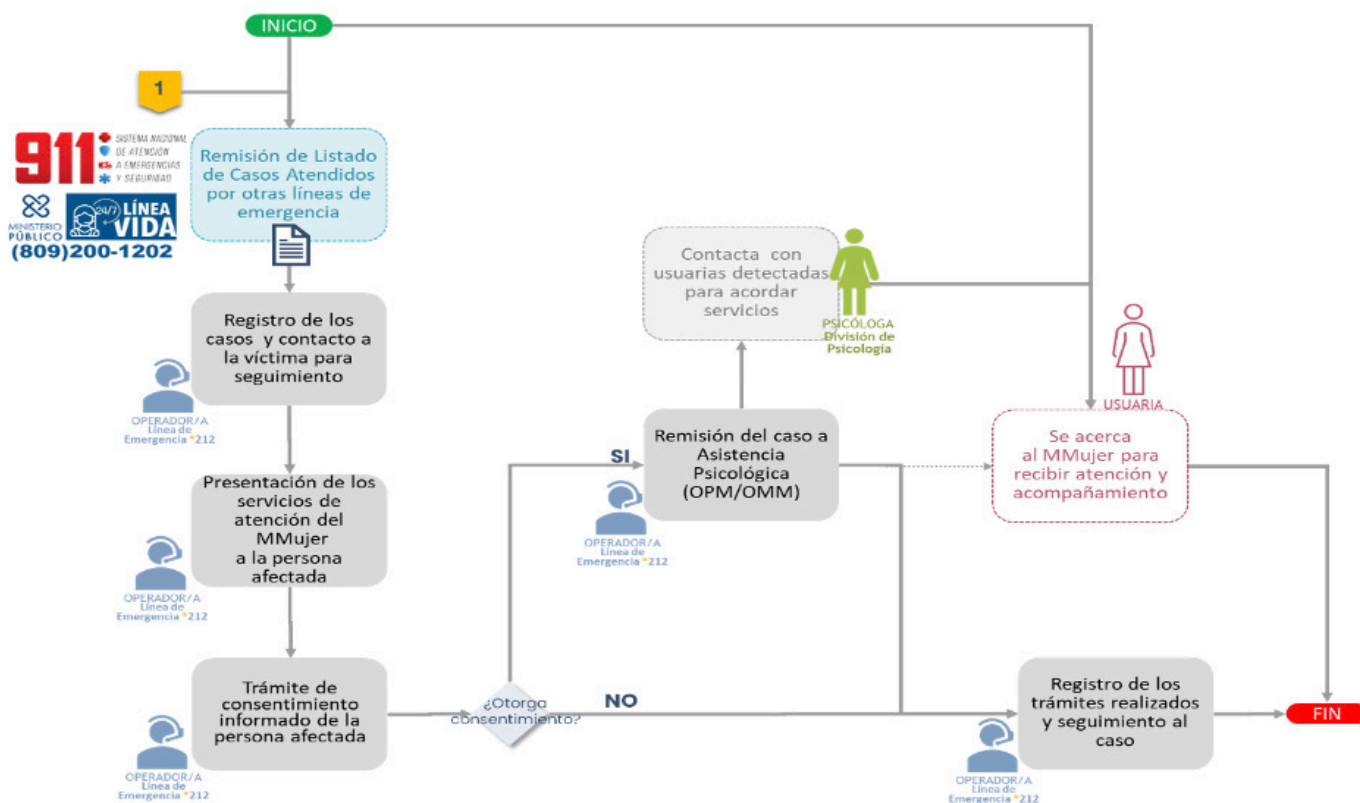 INICIO
1
911
SISTEMA NACIONAL
DE ATENCIÓN
A EMERGENCIAS
Y SEGURIDAD
MINISTERIO
PÚBLICO
24/7
LÍNEA
VIDA
(809)200-1202
Remisión de Listado
de Casos Atendidos
por otras líneas de
emergencia
Registro de los
casos y contacto a
la víctima para
seguimiento
OPERADOR/A
Línea de
Emergencia *212
Presentación de los
servicios de
atención del
MMujer
a la persona
afectada
OPERADOR/A
Línea de
Emergencia *212
Trámite de
consentimiento
informado de la
persona afectada
OPERADOR/A
Línea de
Emergencia *212
¿Otorga
consentimiento?
SI
NO
Remisión del caso a
Asistencia
Psicológica
(OPM/OMM)
OPERADOR/A
Línea de
Emergencia *212
Contacta con
usuarias detectadas
para acordar
servicios
PSICÓLOGA
División de
Psicología
USUARIA
Se acerca
al MMujer para
recibir atención y
acompañamiento
Registro de los
trámites realizados
y seguimiento al
caso
OPERADOR/A
Línea de
Emergencia *212
FIN